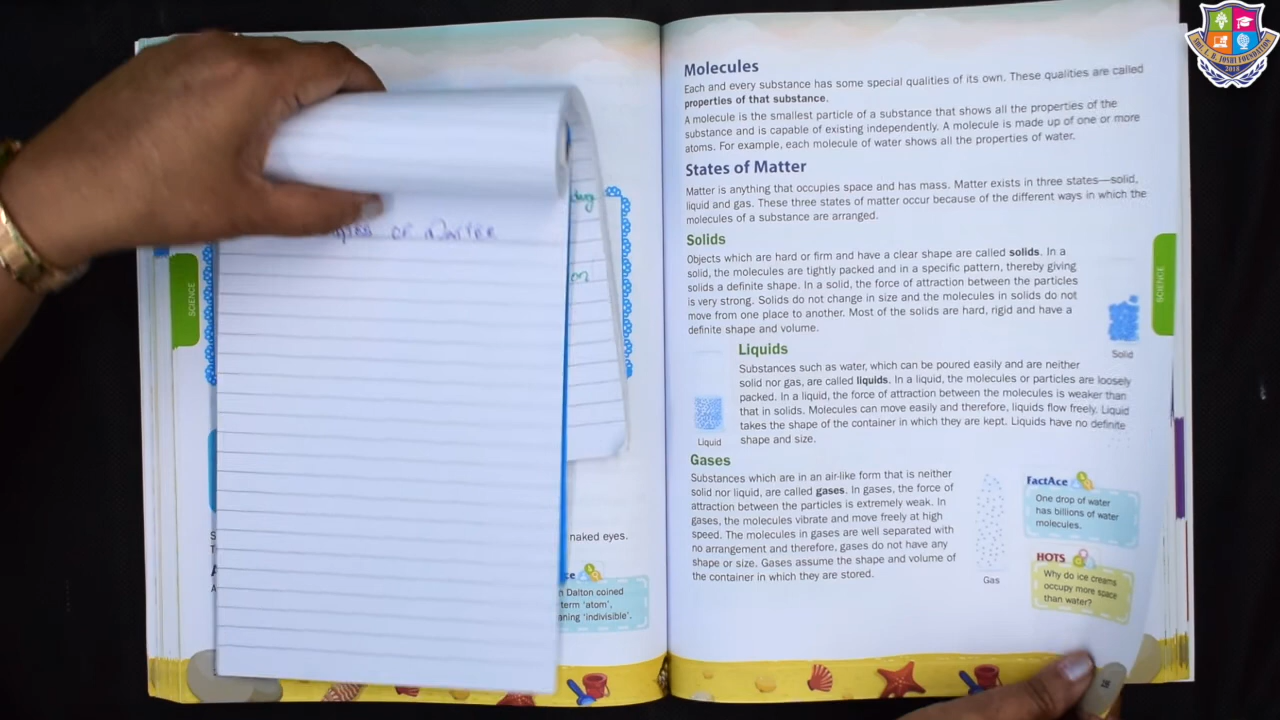 SHRI L. H. JOSHI FOUNDATION
2018
OF Matter
on
SCIENCE
naked eyes.
n Dalton coined
term 'atom',
aning 'indivisible'.
Molecules
Each and every substance has some special qualities of its own. These qualities are called
properties of that substance.
A molecule is the smallest particle of a substance that shows all the properties of the
substance and is capable of existing independently. A molecule is made up of one or more
atoms. For example, each molecule of water shows all the properties of water.
States of Matter
Matter is anything that occupies space and has mass. Matter exists in three states—solid,
liquid and gas. These three states of matter occur because of the different ways in which the
molecules of a substance are arranged.
Solids
Objects which are hard or firm and have a clear shape are called solids. In a
solid, the molecules are tightly packed and in a specific pattern, thereby giving
solids a definite shape. In a solid, the force of attraction between the particles
is very strong. Solids do not change in size and the molecules in solids do not
move from one place to another. Most of the solids are hard, rigid and have a
definite shape and volume.
Solid
SCIENCE
Liquids
Substances such as water, which can be poured easily and are neither
solid nor gas, are called liquids. In a liquid, the molecules or particles are loosely
packed. In a liquid, the force of attraction between the molecules is weaker than
that in solids. Molecules can move easily and therefore, liquids flow freely. Liquid
takes the shape of the container in which they are kept. Liquids have no definite
shape and size.
Liquid
Gases
Substances which are in an air-like form that is neither
solid nor liquid, are called gases. In gases, the force of
attraction between the particles is extremely weak. In
gases, the molecules vibrate and move freely at high
speed. The molecules in gases are well separated with
no arrangement and therefore, gases do not have any
shape or size. Gases assume the shape and volume of
the container in which they are stored.
Gas
FactAce
One drop of water
has billions of water
molecules.
HOTS
Why do ice creams
occupy more space
than water?